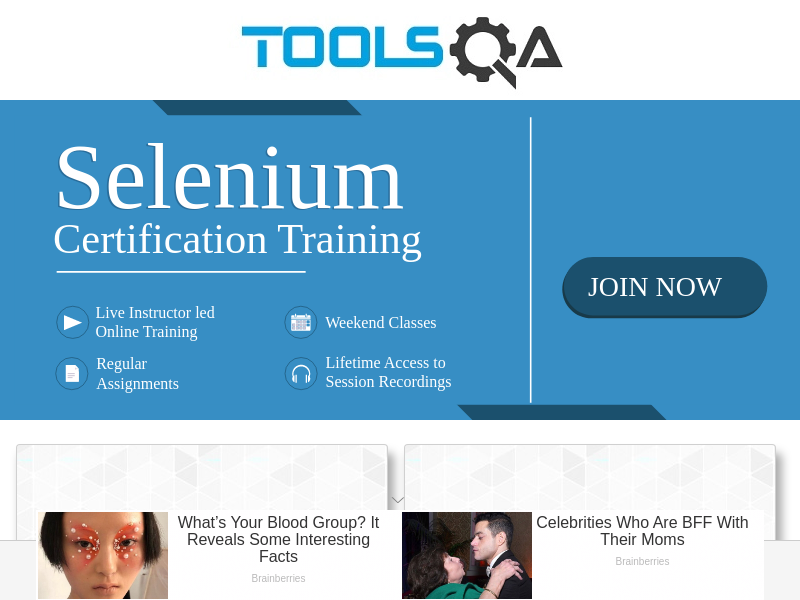 TOOLSQA
Selenium
Certification Training
JOIN NOW
Live Instructor led
Online Training
Weekend Classes
Regular
Assignments
Lifetime Access to
Session Recordings
What's Your Blood Group? It
Reveals Some Interesting
Facts
Brainberries
Celebrities Who Are BFF With
Their Moms
Brainberries